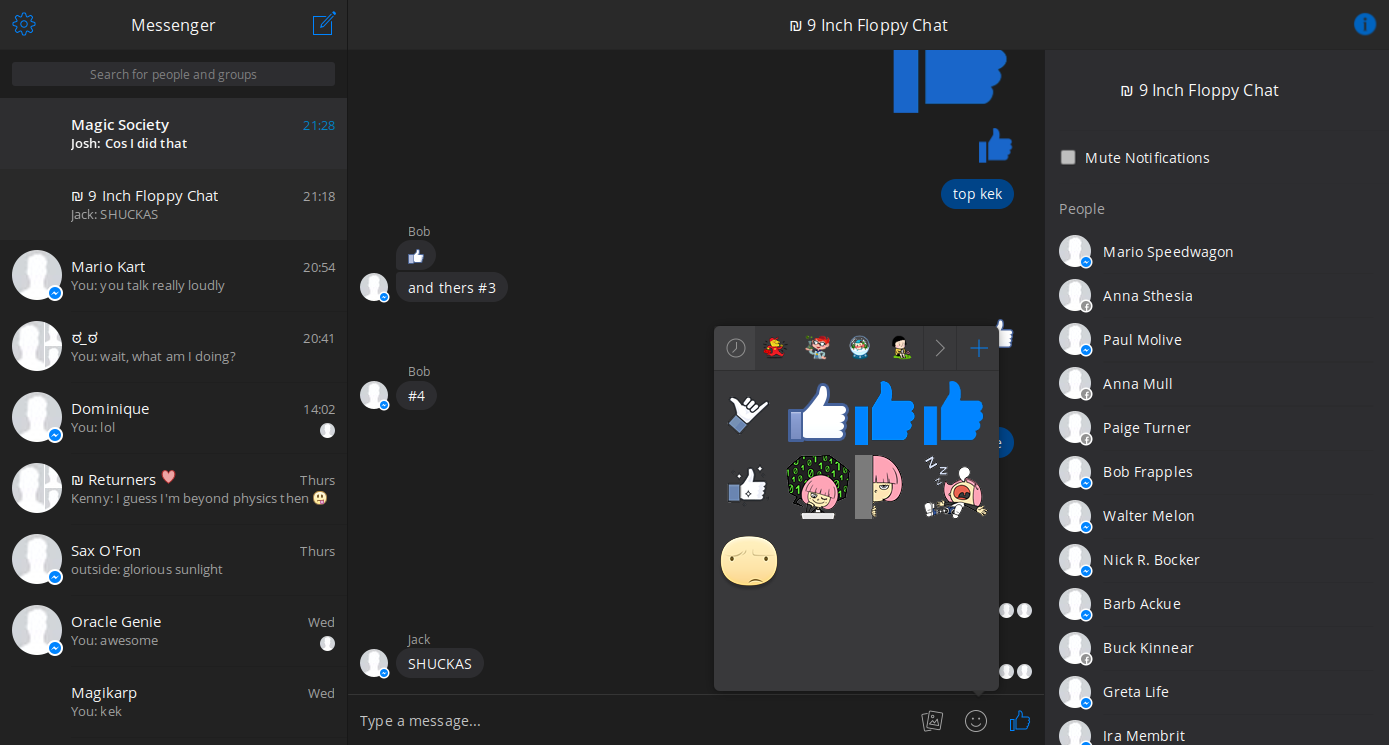 Messenger
Search for people and groups
Magic Society 21:28
Josh: Cos I did that
₪ 9 Inch Floppy Chat 21:18
Jack: SHUCKAS
Mario Kart 20:54
You: you talk really loudly
ಠ_ಠ 20:41
You: wait, what am I doing?
Dominique 14:02
You: lol
₪ Returners Thurs
Kenny: I guess I'm beyond physics then
Sax O'Fon Thurs
outside: glorious sunlight
Oracle Genie Wed
You: awesome
Magikarp Wed
You: kek
₪ 9 Inch Floppy Chat
top kek
Bob
and thers #3
Bob
#4
e
Jack
SHUCKAS
Type a message...
₪ 9 Inch Floppy Chat
Mute Notifications
People
Mario Speedwagon
Anna Sthesia
Paul Molive
Anna Mull
Paige Turner
Bob Frapples
Walter Melon
Nick R. Bocker
Barb Ackue
Buck Kinnear
Greta Life
Ira Membrit